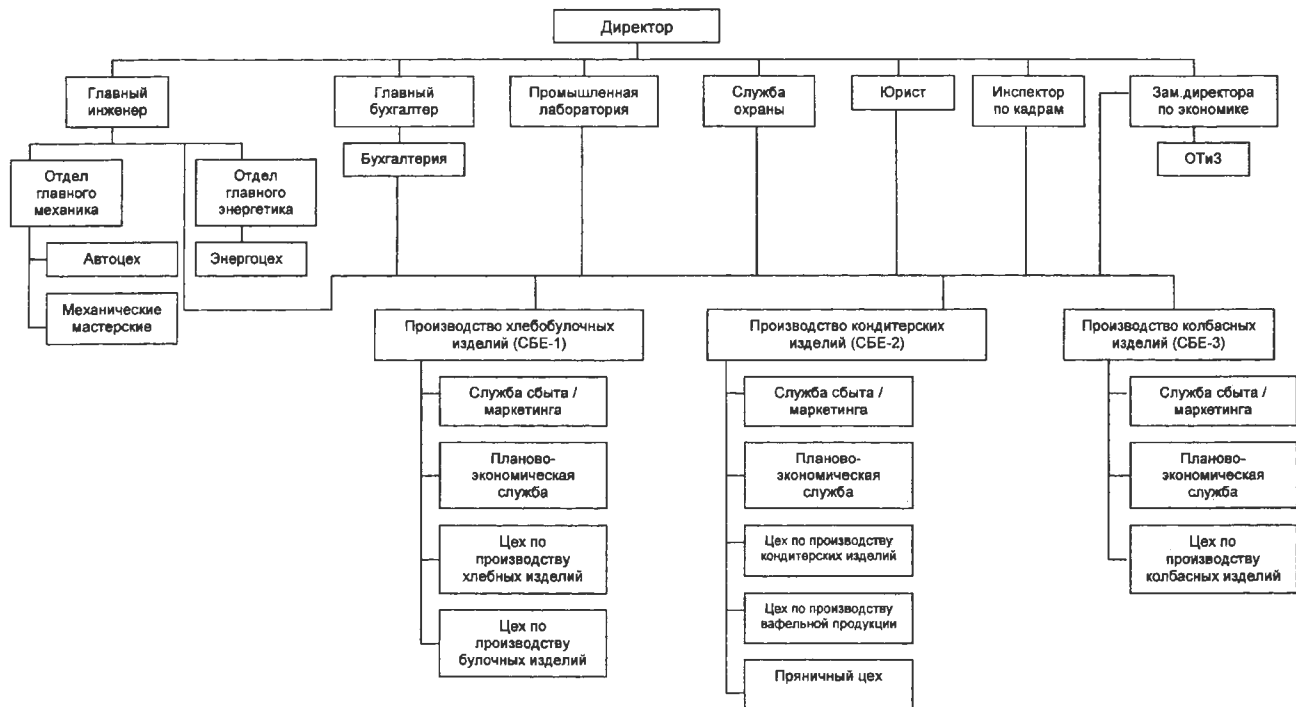 Директор
Главный
инженер
Главный
бухгалтер
Промышленная
лаборатория
Служба
охраны
Юрист
Инспектор
по кадрам
Зам.директора
по экономике
Бухгалтерия
ОТиЗ
Отдел
главного
механика
Отдел
главного
энергетика
Автоцех
Энергоцех
Механические
мастерские
Производство хлебобулочных
изделий (СБЕ-1)
Производство кондитерских
изделий (СБЕ-2)
Производство колбасных
изделий (СБЕ-3)
Служба сбыта /
маркетинга
Планово-
экономическая
служба
Цех по
производству
хлебных изделий
Цех по
производству
булочных изделий
Служба сбыта /
маркетинга
Планово-
экономическая
служба
Цех по производству
кондитерских изделий
Цех по производству
вафельной продукции
Пряничный цех
Служба сбыта /
маркетинга
Планово-
экономическая
служба
Цех по
производству
колбасных изделий